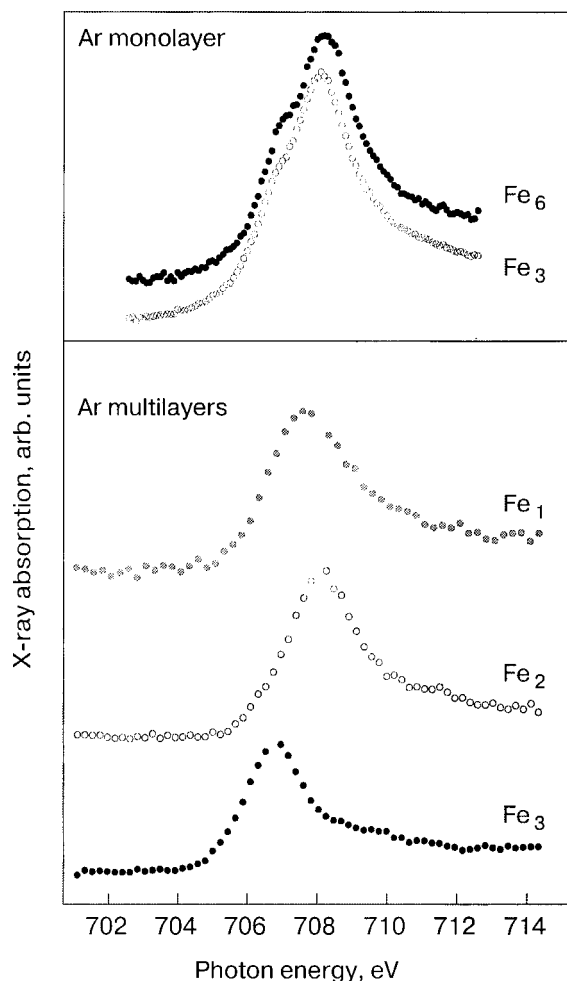 Ar monolayer
Fe6
Fe3
Ar multilayers
Fe1
Fe2
Fe3
X-ray absorption, arb. units
702 704 706 708 710 712 714
Photon energy, eV